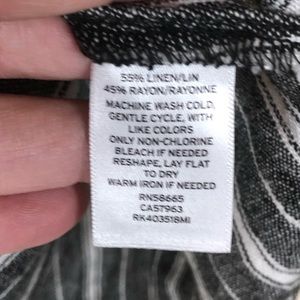 55% LINEN/LIN
45% RAYON/RAYONNE
MACHINE WASH COLD,
GENTLE CYCLE, WITH
LIKE COLORS
ONLY NON-CHLORINE
BLEACH IF NEEDED
RESHAPE, LAY FLAT
TO DRY
WARM IRON IF NEEDED
RN58665
CA57963
RK403518MI